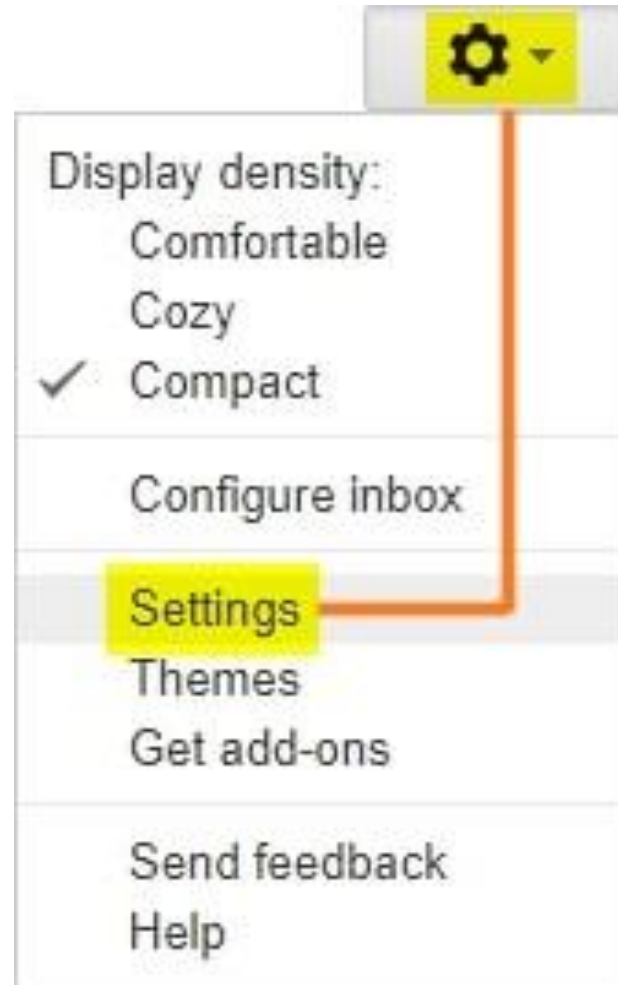 Display density:
Comfortable
Cozy
Compact
Configure inbox
Settings
Themes
Get add-ons
Send feedback
Help